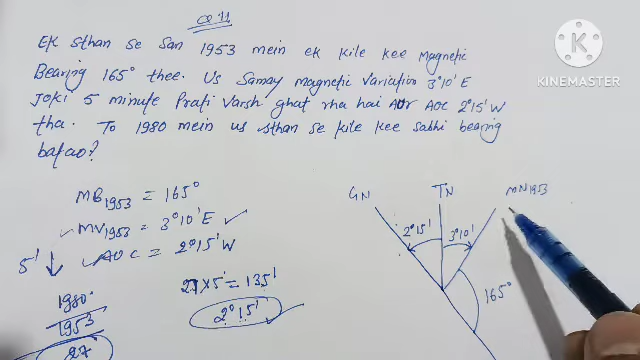 CQ.11
Ek sthan se san 1953 mein ek kile kee magnetic
Bearing 165° thee. Us samay magnetic variation 3°10' E
Joki 5 minute Prati varsh ghat rha hai Aur AOC 2°15' W
tha. To 1980 mein us sthan se kile kee sabhi bearing
batao?
MB1953 = 165°
MV1953 = 3°10' E
AOC = 2°15' W
5'
1980
1953
27
27 × 5' = 135'
2° 15'
GN
TN
MN1953
2°15'
3°10'
165°
K
KINEMASTER